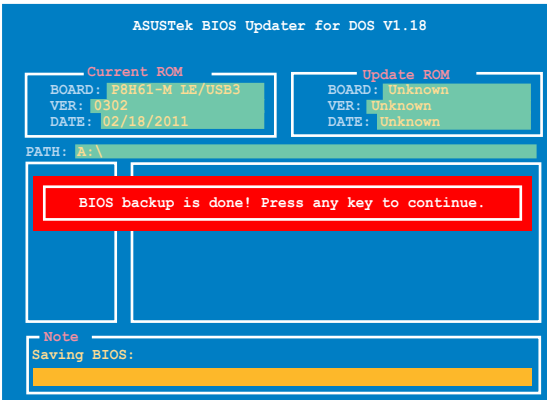 ASUSTek BIOS Updater for DOS V1.18
Current ROM
BOARD: P8H61-M LE/USB3
VER: 0302
DATE: 02/18/2011
Update ROM
BOARD: Unknown
VER: Unknown
DATE: Unknown
PATH: A:\
BIOS backup is done! Press any key to continue.
Note
Saving BIOS: